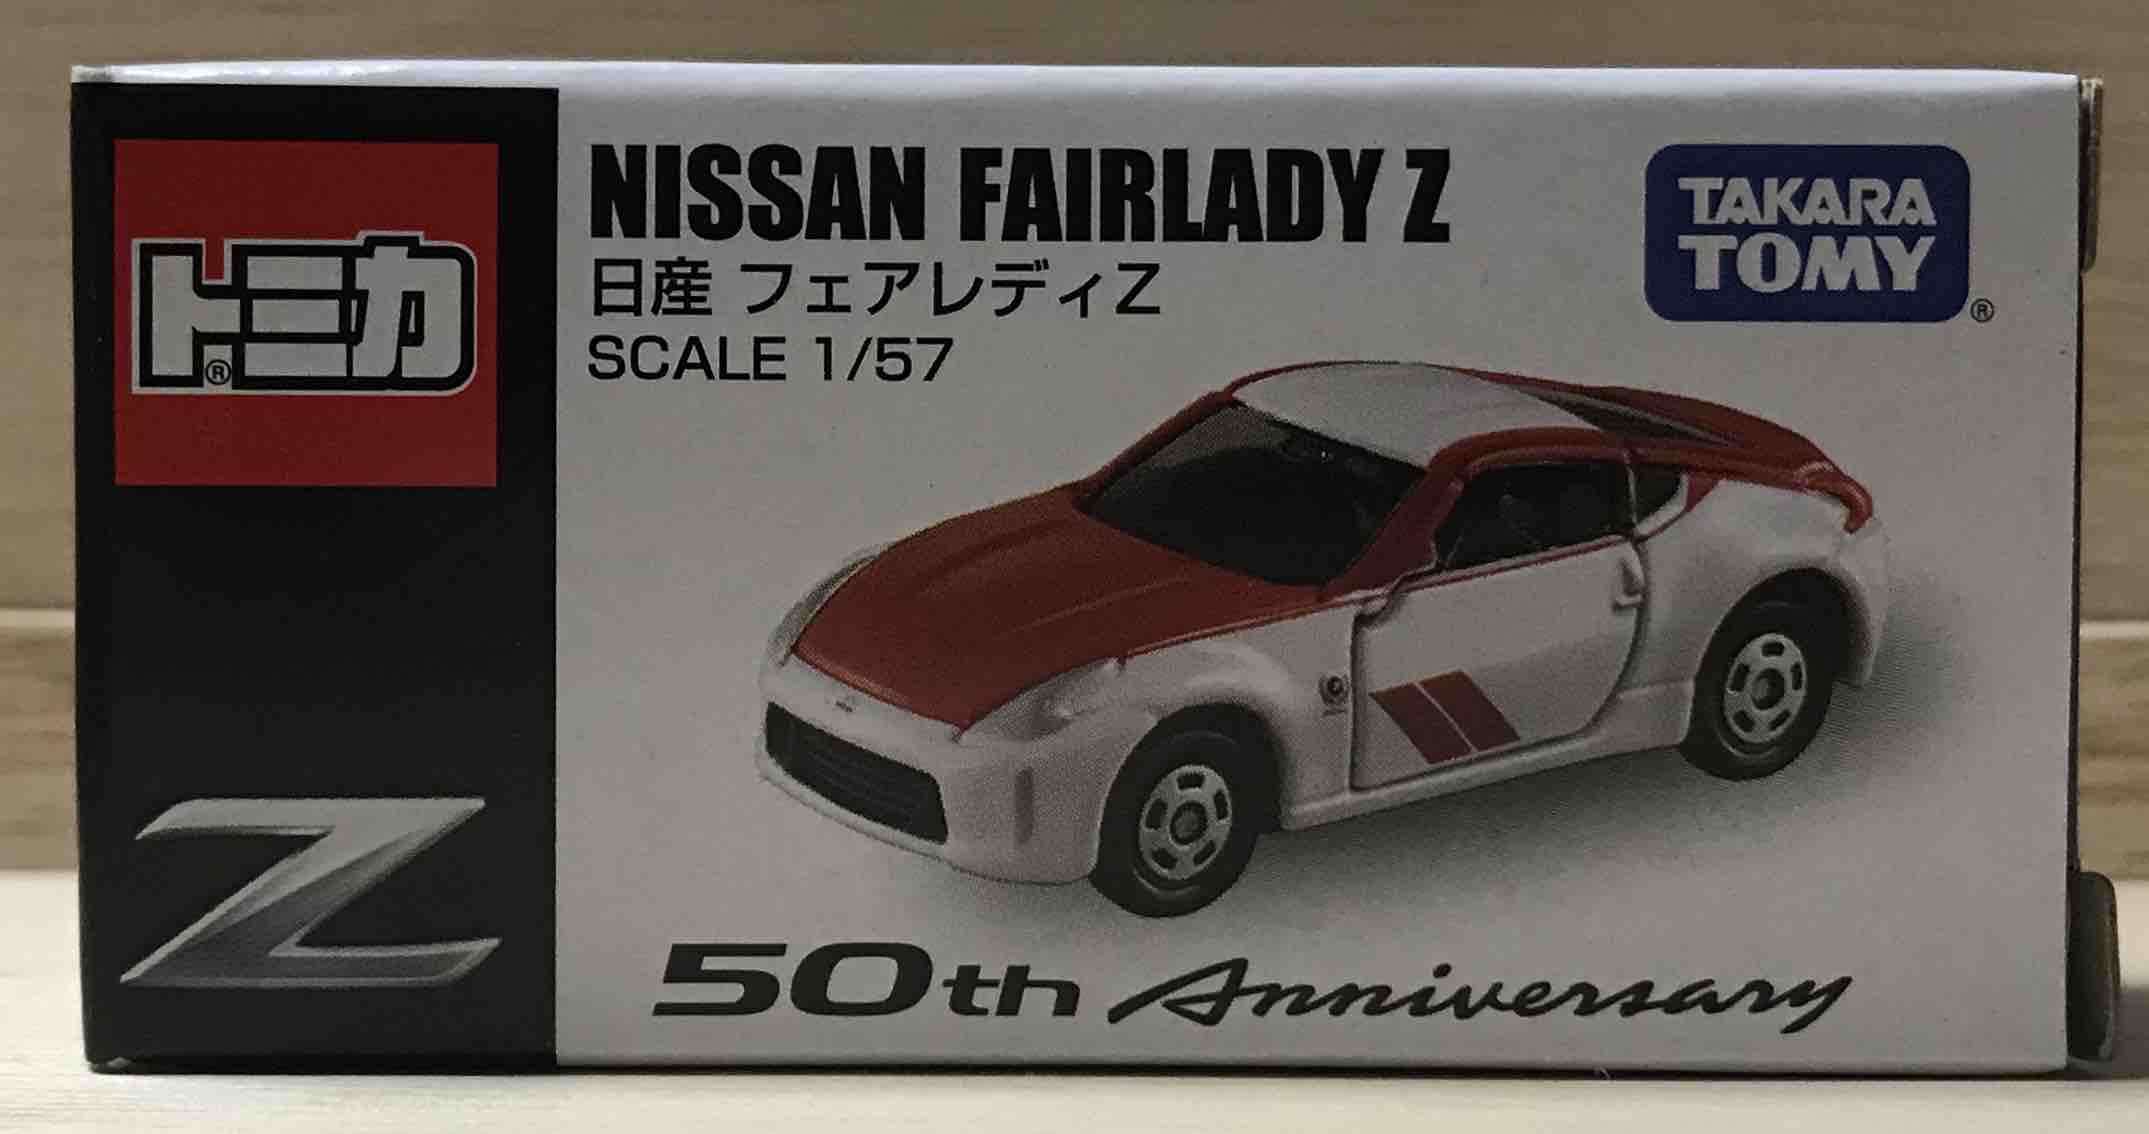 トミカ®
NISSAN FAIRLADY Z
日産 フェアレディZ
SCALE 1/57
TAKARA
TOMY®
Z
50th Anniversary